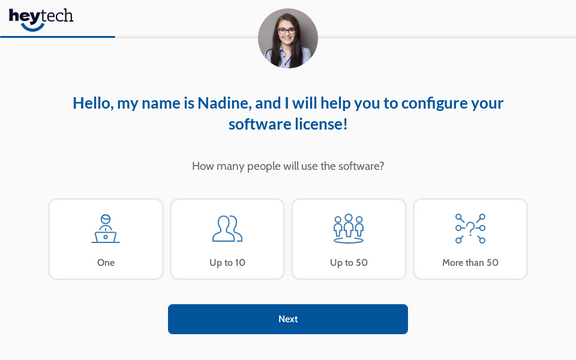 heytech
Hello, my name is Nadine, and I will help you to configure your
software license!
How many people will use the software?
One
Up to 10
Up to 50
More than 50
Next